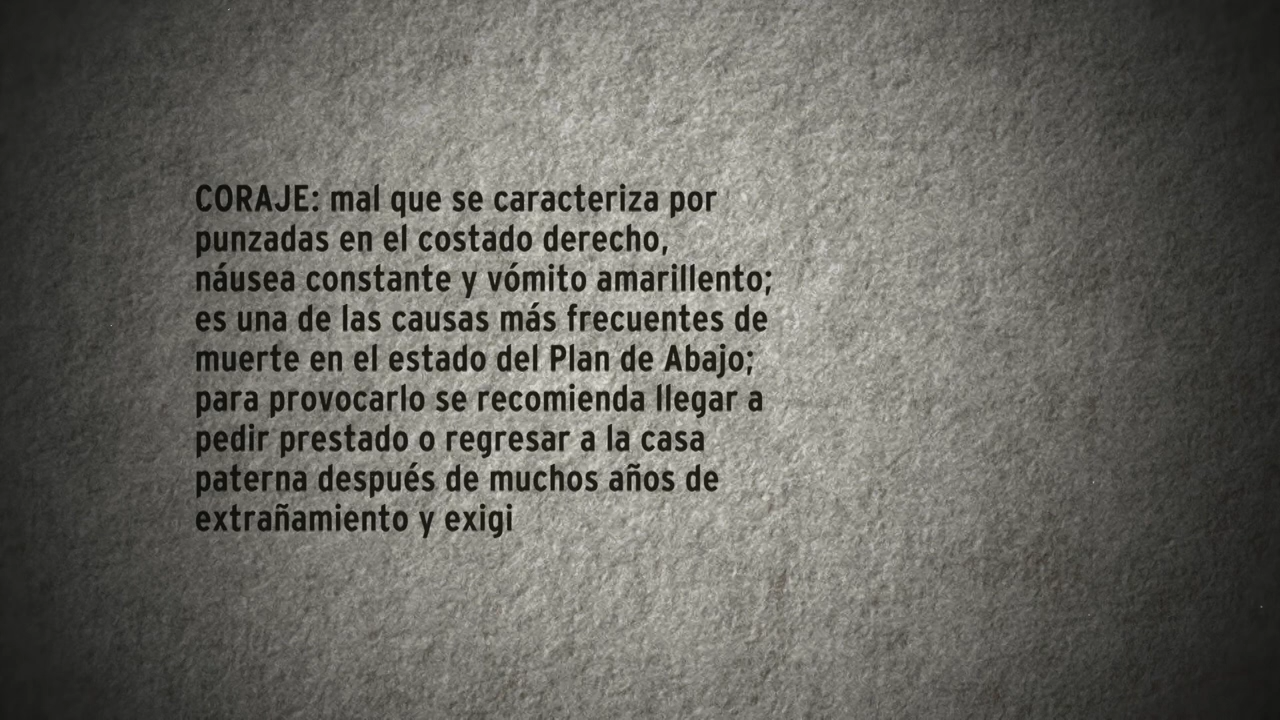 CORAJE: mal que se caracteriza por
punzadas en el costado derecho,
náusea constante y vómito amarillento;
es una de las causas más frecuentes de
muerte en el estado del Plan de Abajo;
para provocarlo se recomienda llegar a
pedir prestado o regresar a la casa
paterna después de muchos años de
extrañamiento y exigi